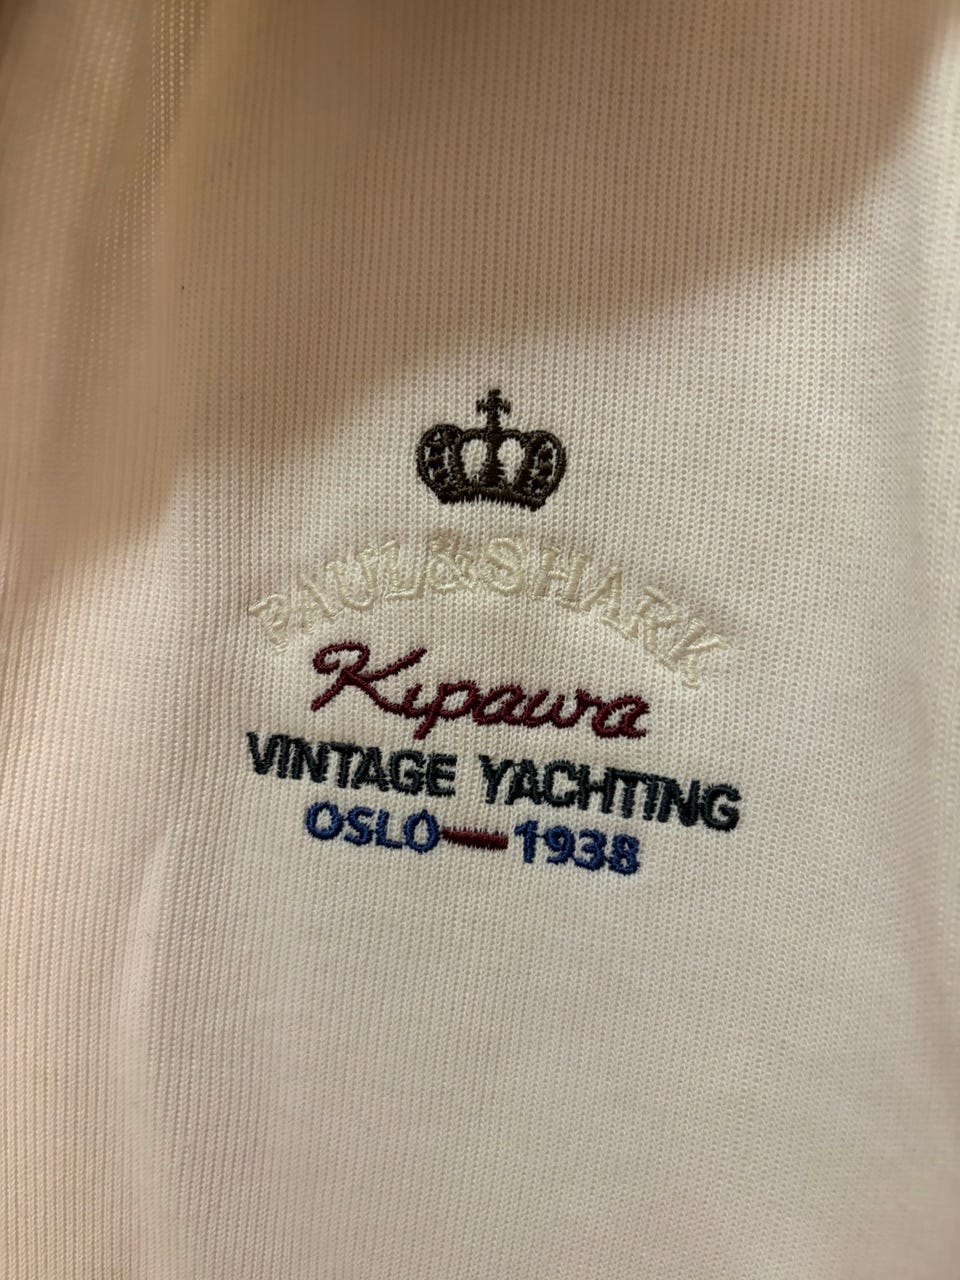 PAUL&SHARK
Kipawa
VINTAGE YACHTING
OSLO—1938